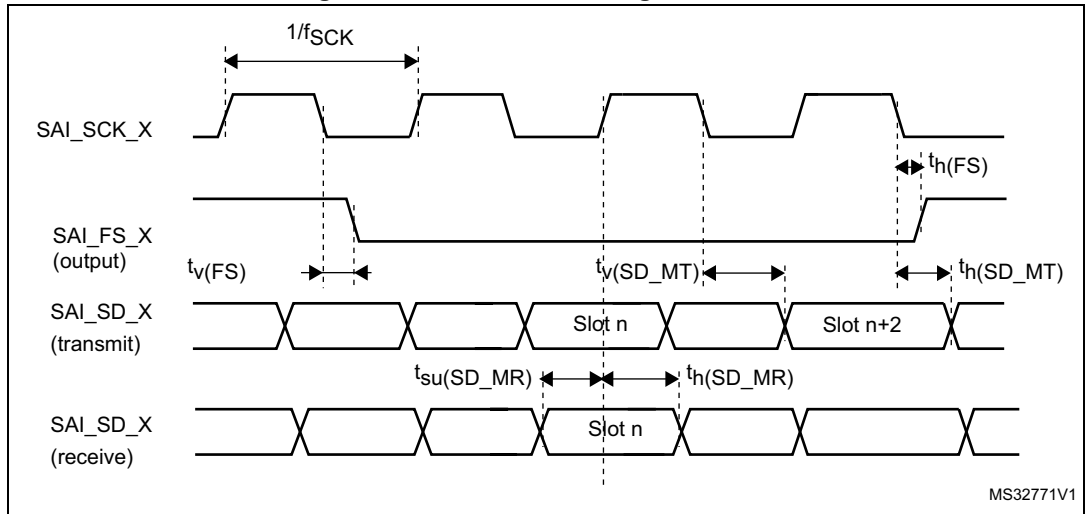 1/fSCK
SAI_SCK_X
th(FS)
SAI_FS_X
(output)
tv(FS)
tv(SD_MT)
th(SD_MT)
SAI_SD_X
(transmit)
Slot n
Slot n+2
tsu(SD_MR)
th(SD_MR)
SAI_SD_X
(receive)
Slot n
MS32771V1